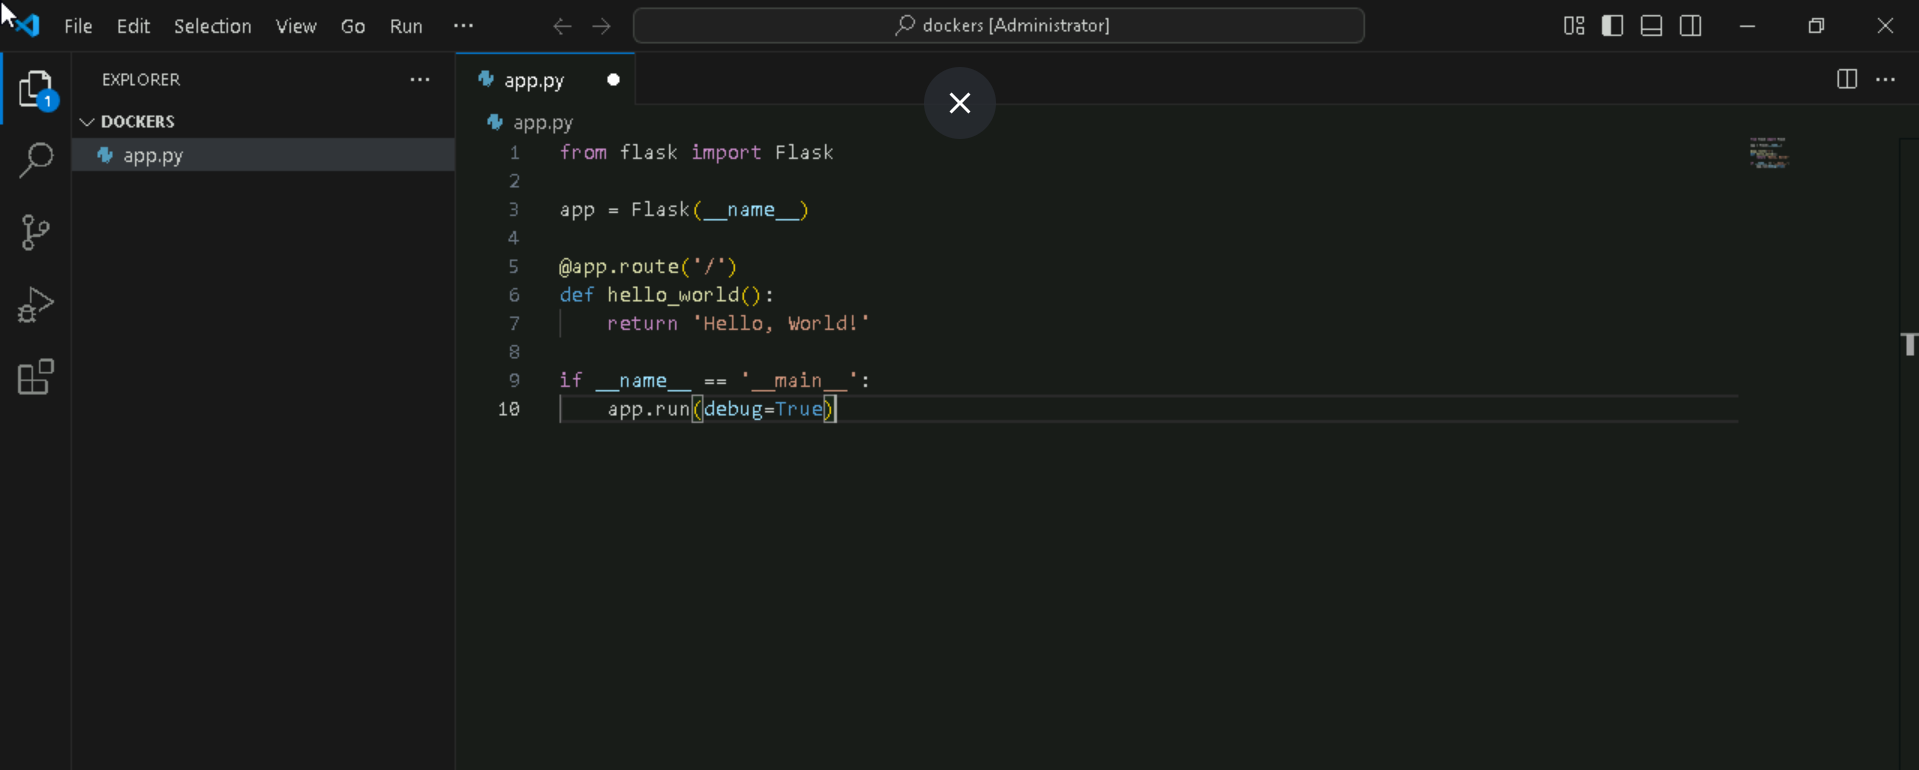 File Edit Selection View Go Run ··· dockers [Administrator]
EXPLORER ···
DOCKERS
app.py
1
app.py
app.py
1 from flask import Flask
2
3 app = Flask(__name__)
4
5 @app.route('/')
6 def hello_world():
7 return 'Hello, World!'
8
9 if __name__ == '__main__':
10 app.run(debug=True)
T